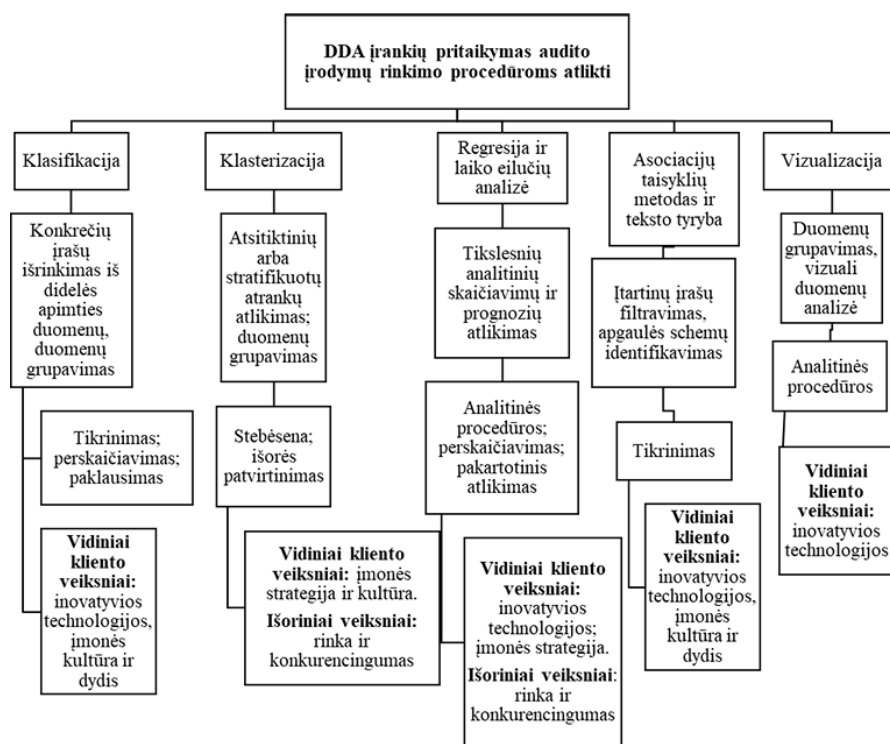 DDA įrankių pritaikymas audito
įrodymų rinkimo procedūroms atlikti
Klasifikacija
Konkrečių
įrašų
išrinkimas iš
didelės
apimties
duomenų,
duomenų
grupavimas
Tikrinimas;
perskaičiavimas;
paklausimas
Vidiniai
kliento
veiksniai:
inovatyvios
technologijos,
įmonės
kultūra ir
dydis
Klasterizacija
Atsitiktinių
arba
stratifikuotų
atrankų
atlikimas;
duomenų
grupavimas
Stebėsena;
išorės
patvirtinimas
Vidiniai kliento
veiksniai: įmonės
strategija ir kultūra.
Išoriniai veiksniai:
rinka ir
konkurencingumas
Regresija ir
laiko eilučių
analizė
Tikslesnių
analitinių
skaičiavimų ir
prognozių
atlikimas
Analitinės
procedūros;
perskaičiavimas;
pakartotinis
atlikimas
Vidiniai kliento
veiksniai:
inovatyvios
technologijos;
įmonės strategija.
Išoriniai veiksniai:
rinka ir
konkurencingumas
Asociacijų
taisyklių
metodas ir
teksto tyryba
Įtartinų įrašų
filtravimas,
apgaulės schemų
identifikavimas
Tikrinimas
Vidiniai
kliento
veiksniai:
inovatyvios
technologijos,
įmonės
kultūra ir
dydis
Vizualizacija
Duomenų
grupavimas,
vizuali
duomenų
analizė
Analitinės
procedūros
Vidiniai
kliento
veiksniai:
inovatyvios
technologijos